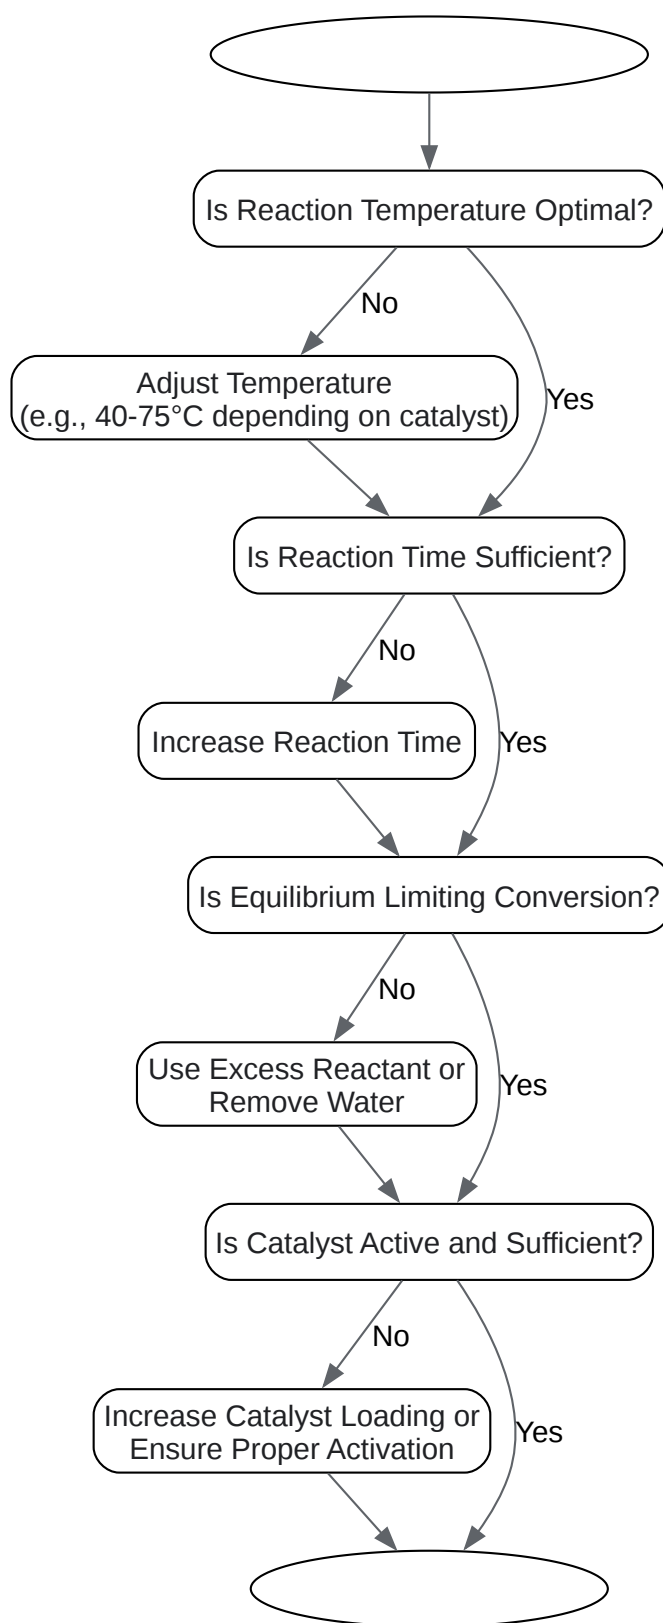 Is Reaction Temperature Optimal?
No
Adjust Temperature
(e.g., 40-75°C depending on catalyst)
Yes
Is Reaction Time Sufficient?
No
Increase Reaction Time
Yes
Is Equilibrium Limiting Conversion?
No
Use Excess Reactant or
Remove Water
Yes
Is Catalyst Active and Sufficient?
No
Increase Catalyst Loading or
Ensure Proper Activation
Yes